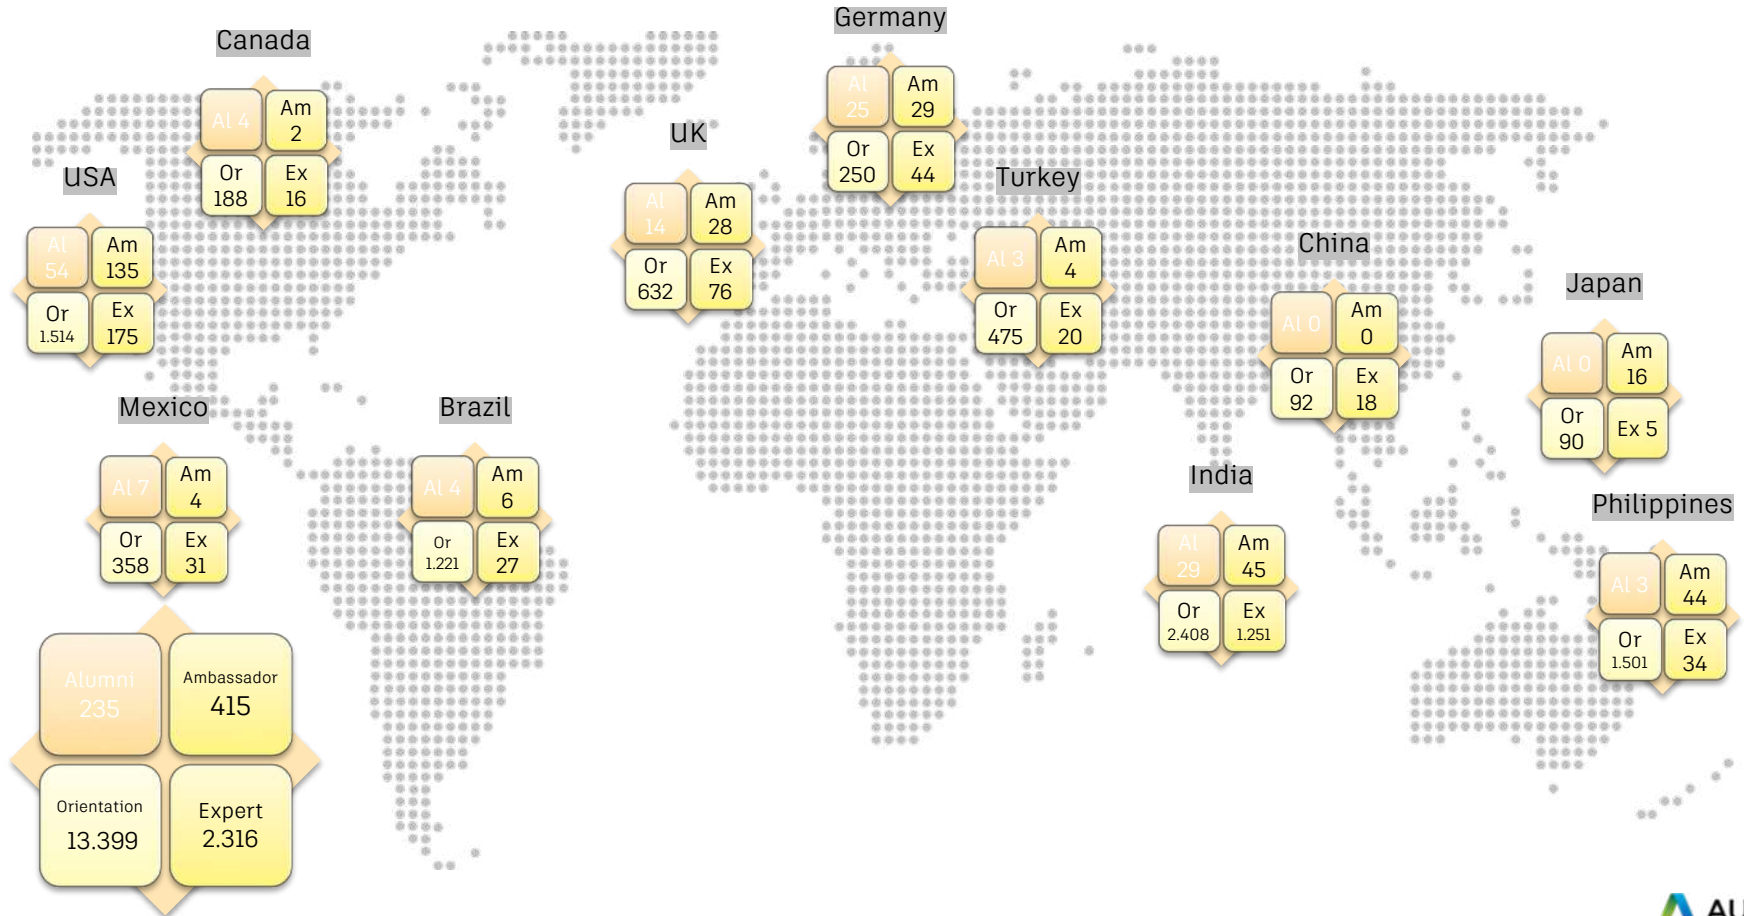 Germany
Al
25
Am
29
Or
250
Ex
44
Canada
Al 4
Am
2
Or
188
Ex
16
UK
Al
14
Am
28
Or
632
Ex
76
USA
Al
54
Am
135
Or
1.514
Ex
175
Turkey
Al 3
Am
4
Or
475
Ex
20
China
Al 0
Am
0
Or
92
Ex
18
Japan
Al 0
Am
16
Or
90
Ex 5
Mexico
Al 7
Am
4
Or
358
Ex
31
Brazil
Al 4
Am
6
Or
1.221
Ex
27
India
Al
29
Am
45
Or
2.408
Ex
1.251
Philippines
Al 3
Am
44
Or
1.501
Ex
34
Alumni
235
Ambassador
415
Orientation
13.399
Expert
2.316